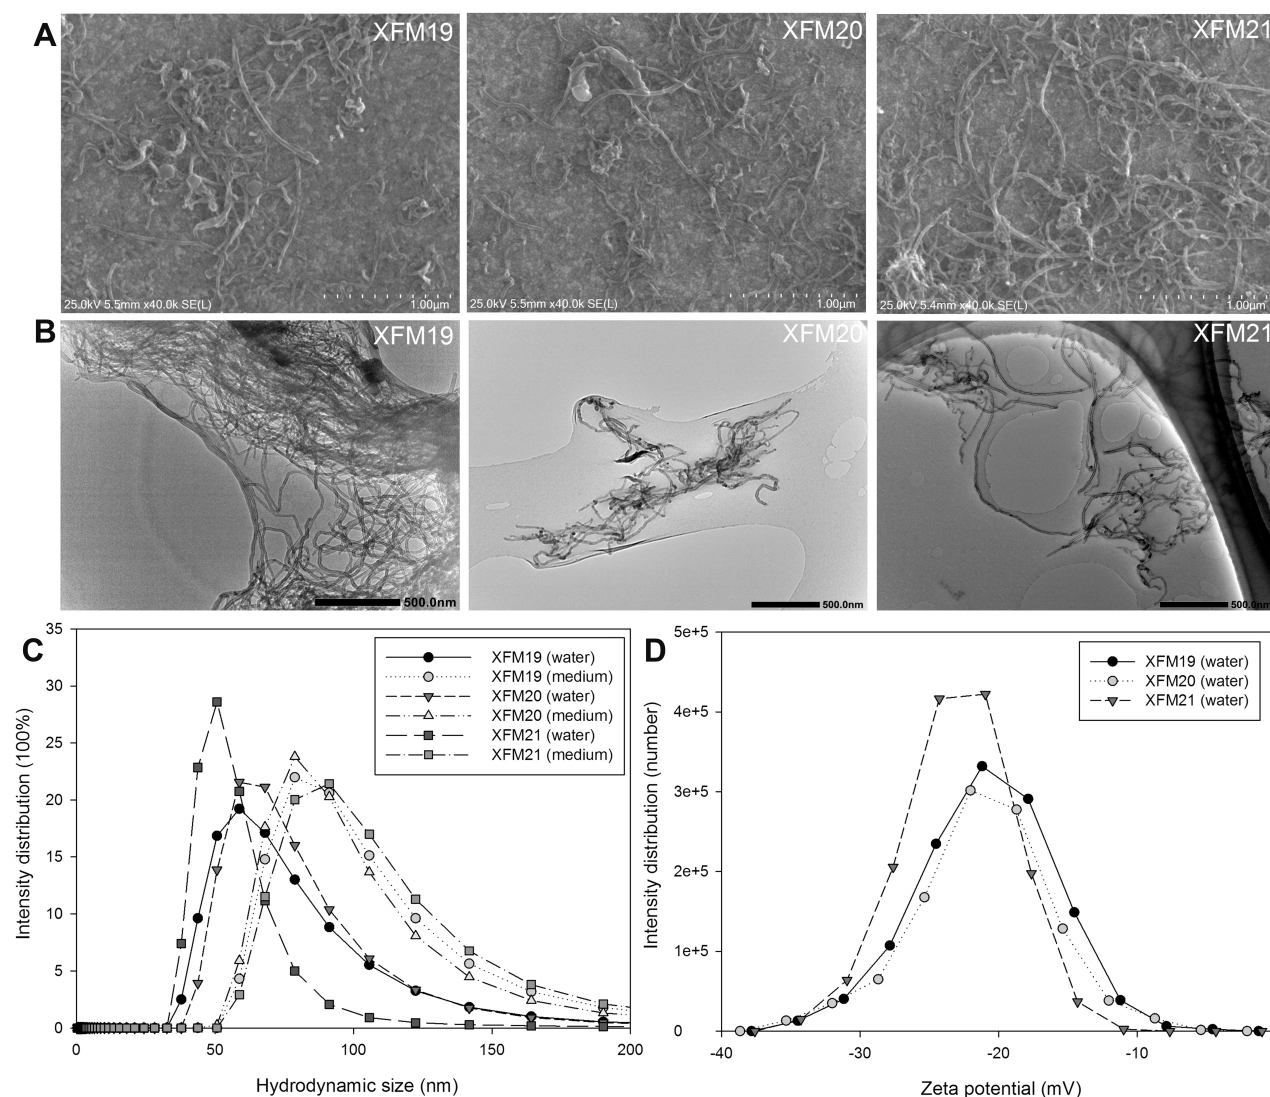 A
XFM19
XFM20
XFM21
25.0kV 5.5mm x40.0k SE(L)
1.00µm
25.0kV 5.5mm x40.0k SE(L)
1.00µm
25.0kV 5.4mm x40.0k SE(L)
1.00µm
B
XFM19
XFM20
XFM21
500.0nm
500.0nm
500.0nm
C
35
30
25
20
15
10
5
0
Intensity distribution (100%)
XFM19 (water)
XFM19 (medium)
XFM20 (water)
XFM20 (medium)
XFM21 (water)
XFM21 (medium)
0
50
100
150
200
Hydrodynamic size (nm)
D
5e+5
4e+5
3e+5
2e+5
1e+5
0
Intensity distribution (number)
XFM19 (water)
XFM20 (water)
XFM21 (water)
-40
-30
-20
-10
Zeta potential (mV)